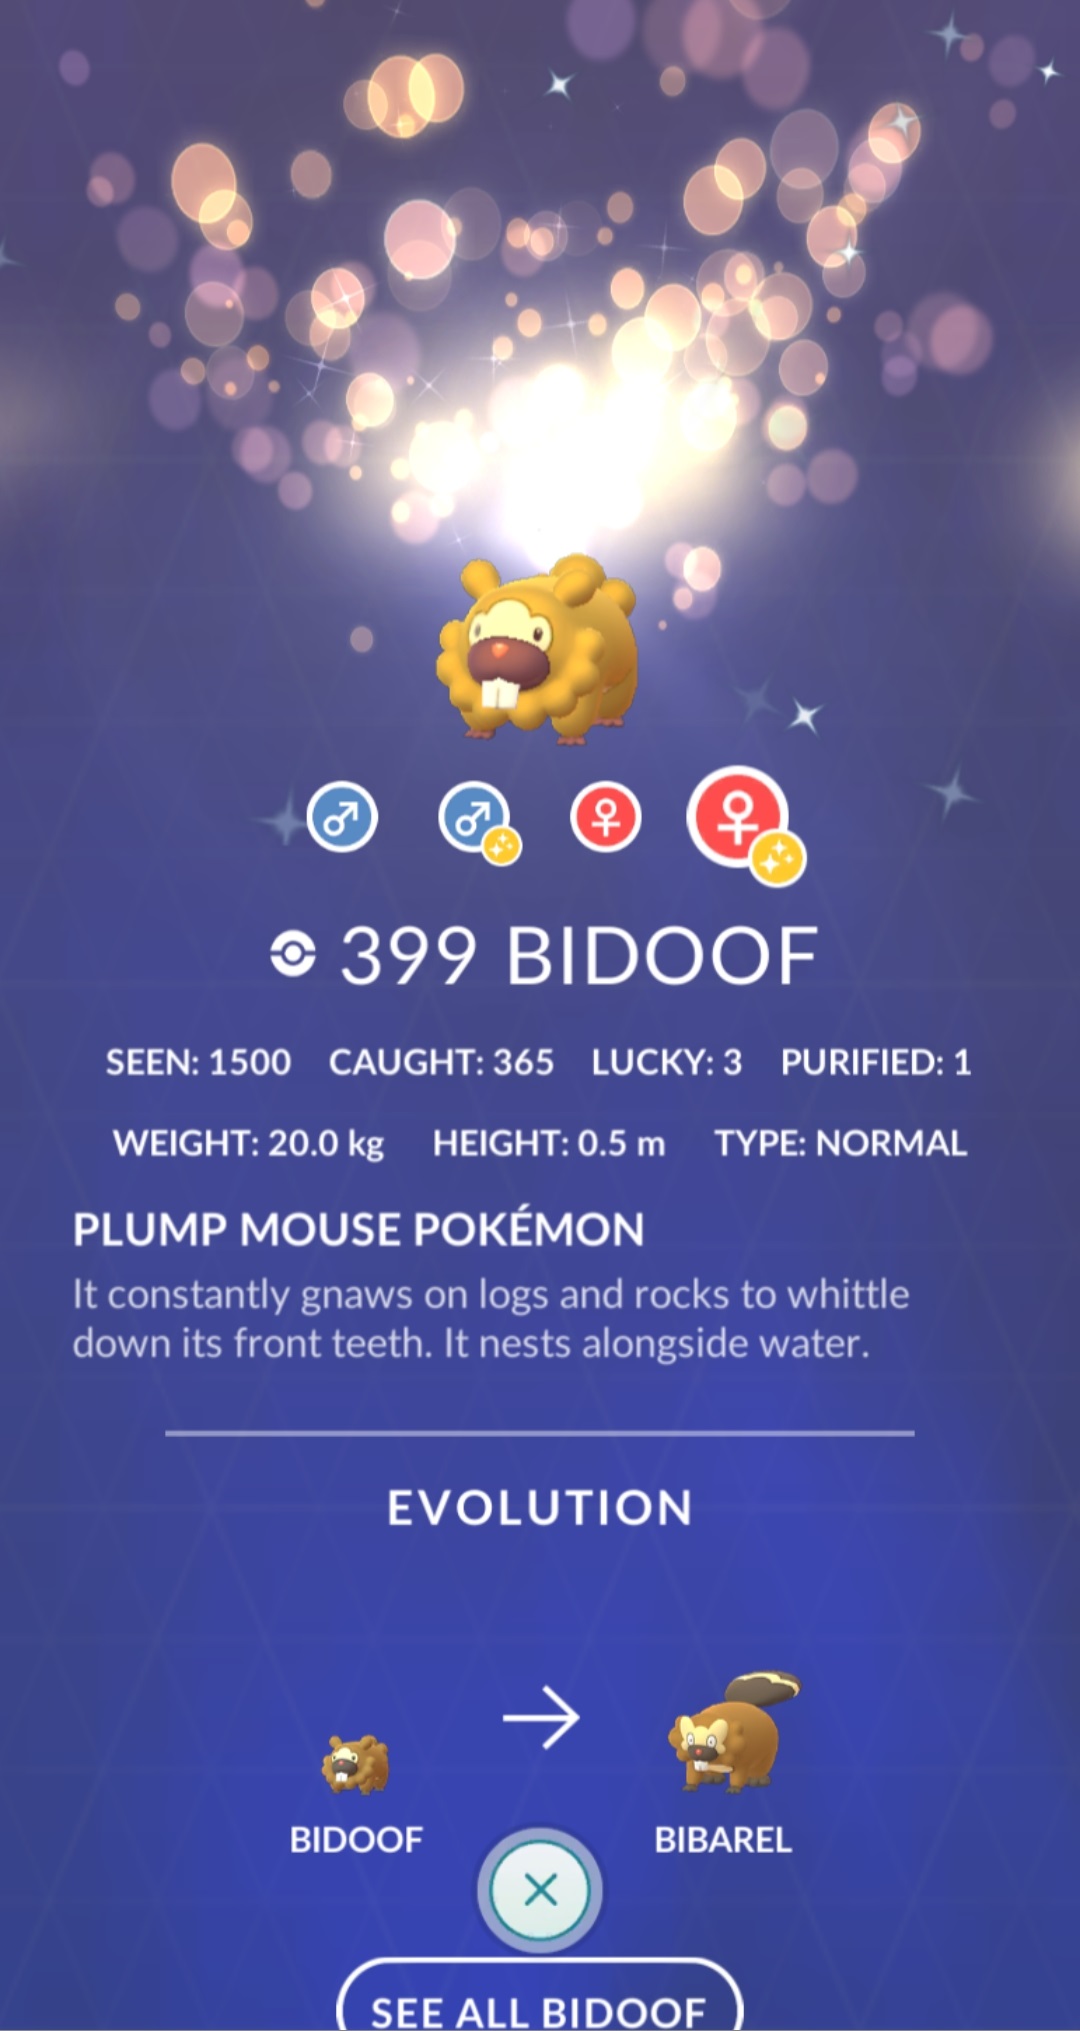 399 BIDOOF
SEEN: 1500 CAUGHT: 365 LUCKY: 3 PURIFIED: 1
WEIGHT: 20.0 kg HEIGHT: 0.5 m TYPE: NORMAL
PLUMP MOUSE POKÉMON
It constantly gnaws on logs and rocks to whittle
down its front teeth. It nests alongside water.
EVOLUTION
BIDOOF BIBAREL
SEE ALL BIDOOF